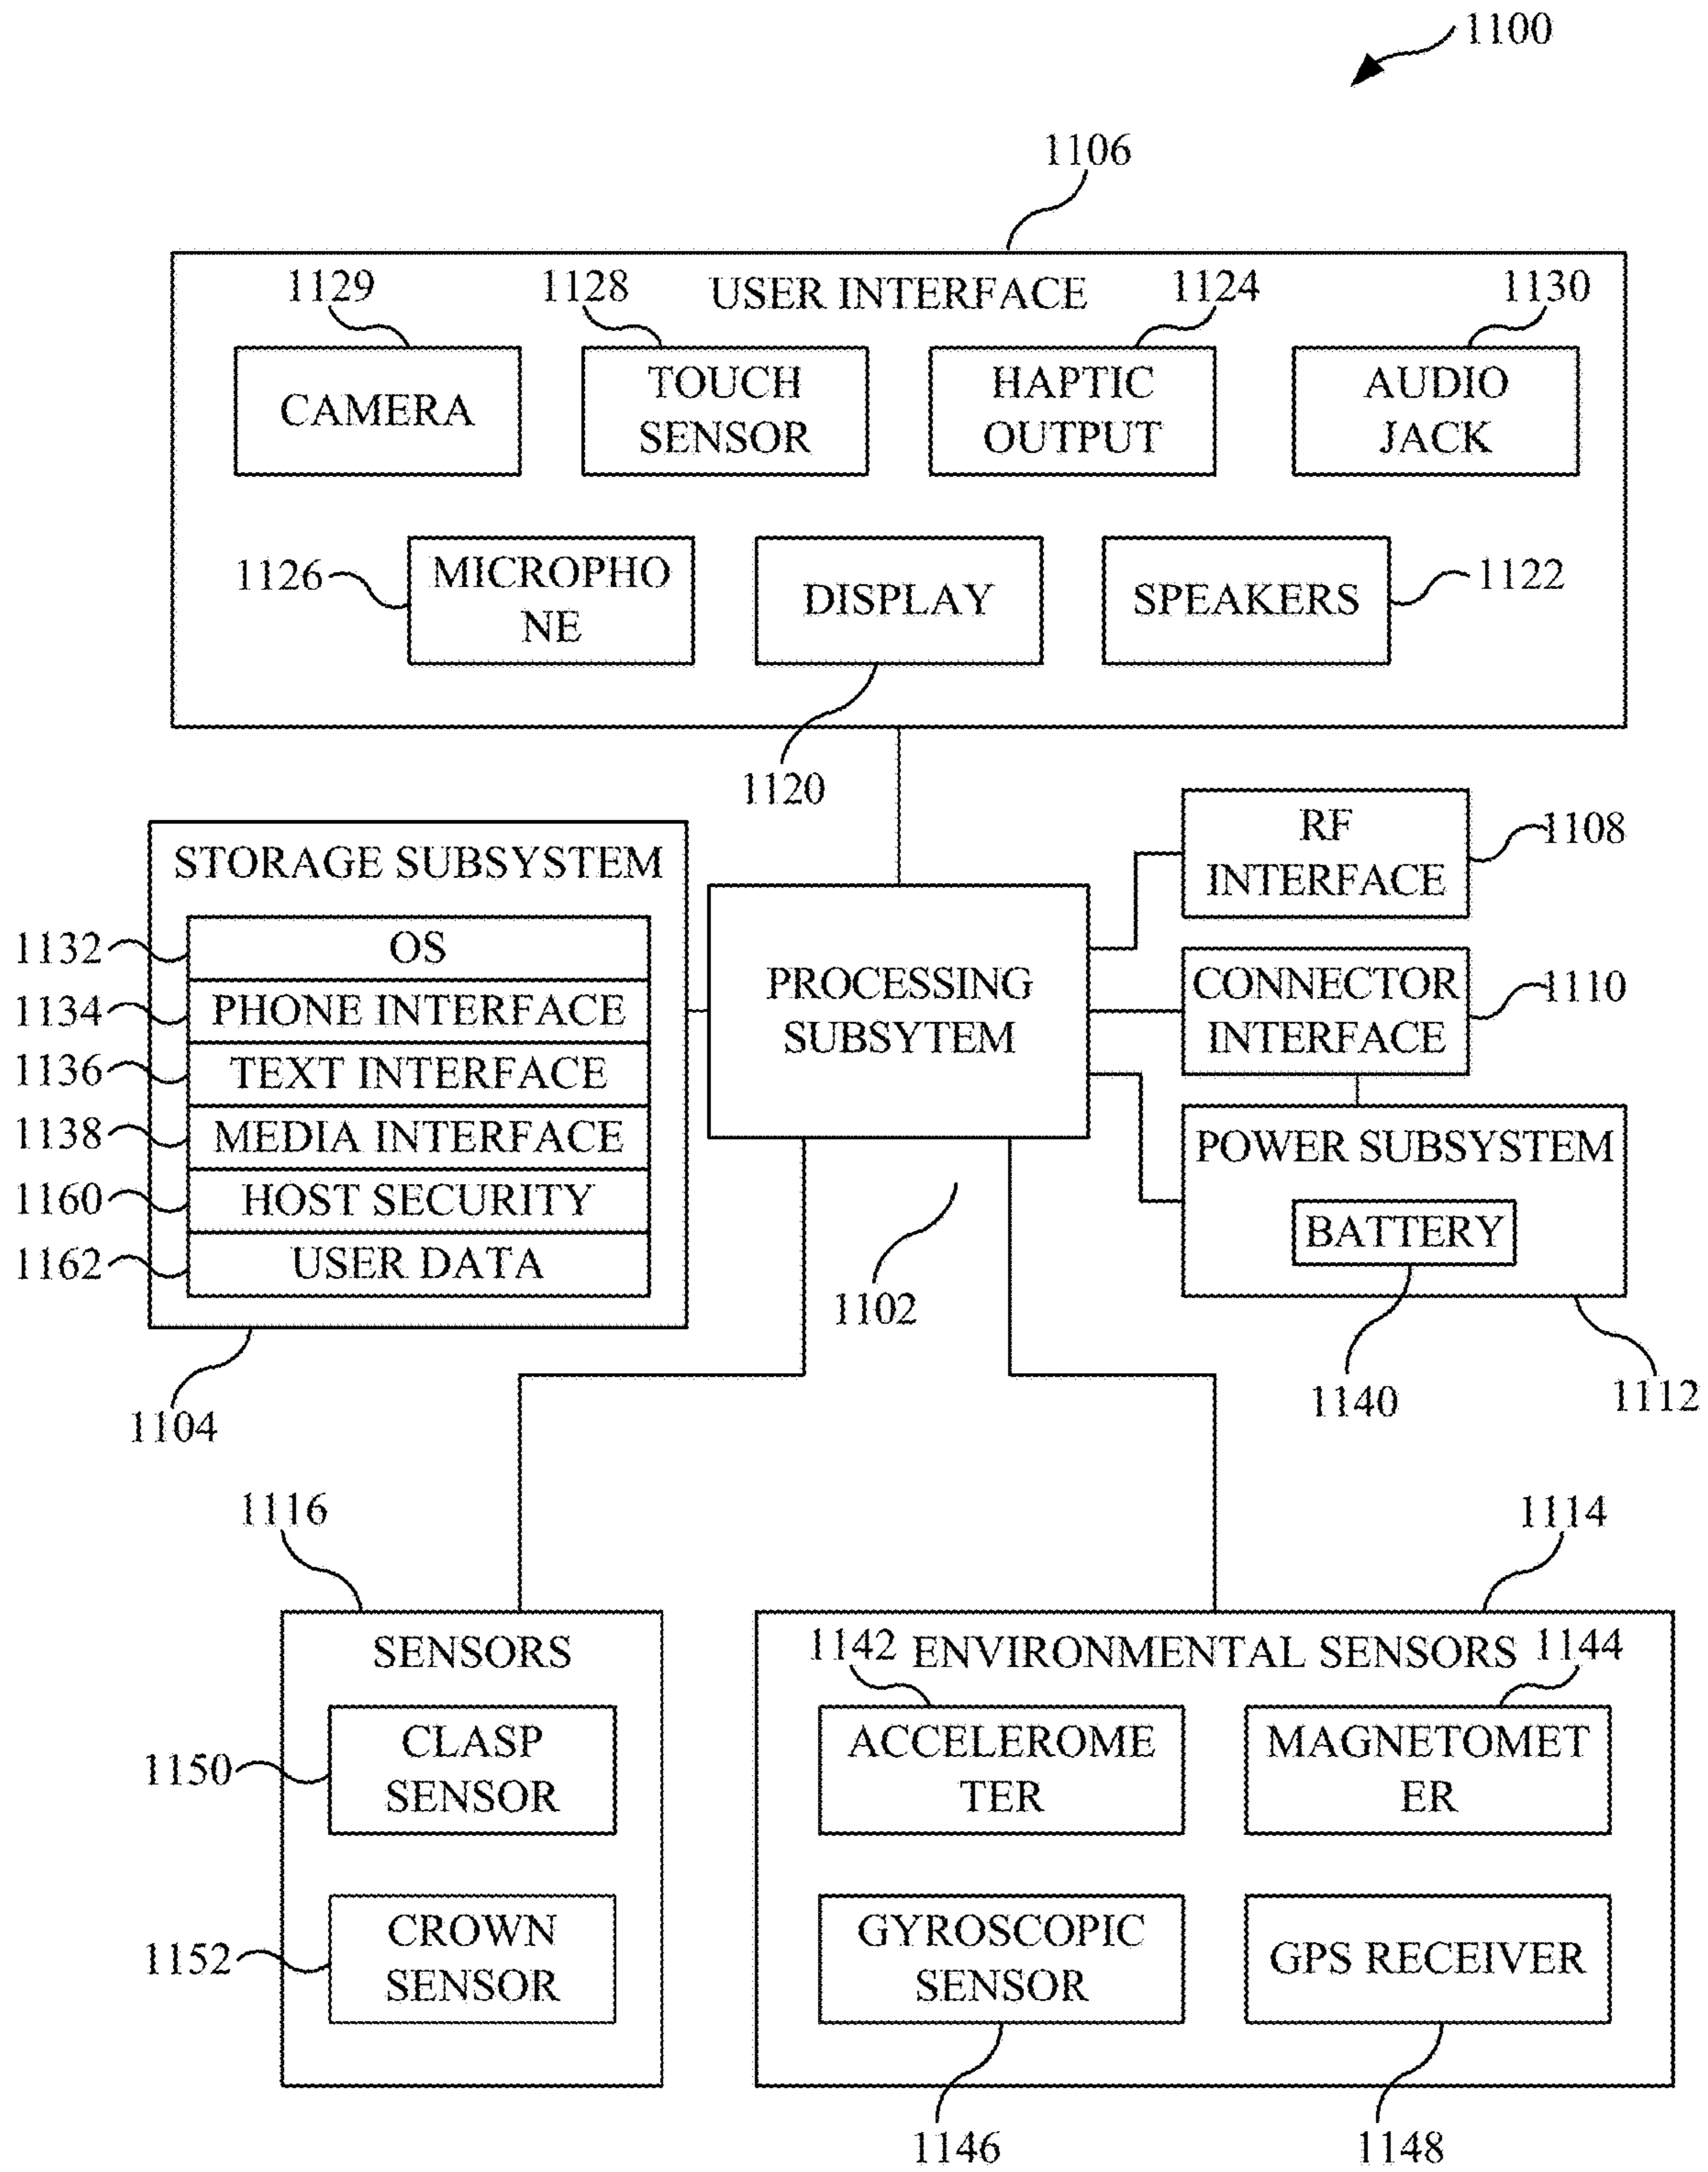 1100
1106
1129
1128
USER INTERFACE
1124
1130
CAMERA
TOUCH
SENSOR
HAPTIC
OUTPUT
AUDIO
JACK
1126
MICROPHO
NE
DISPLAY
SPEAKERS
1122
1120
STORAGE SUBSYSTEM
1132
OS
1134
PHONE INTERFACE
1136
TEXT INTERFACE
1138
MEDIA INTERFACE
1160
HOST SECURITY
1162
USER DATA
1104
PROCESSING
SUBSYTEM
1102
RF
INTERFACE
1108
CONNECTOR
INTERFACE
1110
POWER SUBSYSTEM
BATTERY
1140
1112
1116
SENSORS
1150
CLASP
SENSOR
1152
CROWN
SENSOR
1114
1142
ENVIRONMENTAL SENSORS
1144
ACCELEROME
TER
MAGNETOMET
ER
GYROSCOPIC
SENSOR
GPS RECEIVER
1146
1148